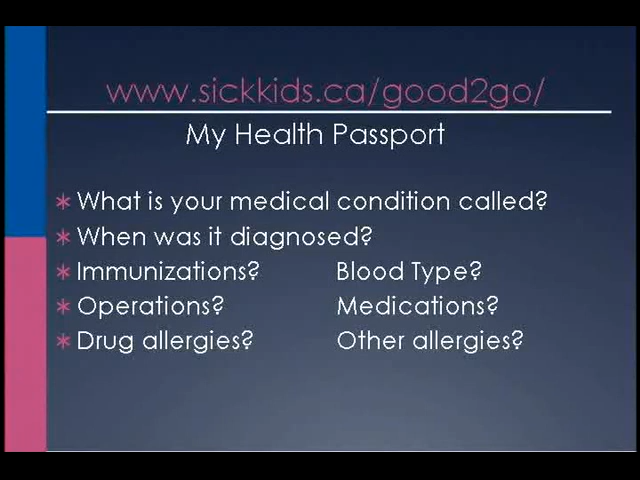 www.sickkids.ca/good2go/
My Health Passport
What is your medical condition called?
When was it diagnosed?
Immunizations? Blood Type?
Operations? Medications?
Drug allergies? Other allergies?